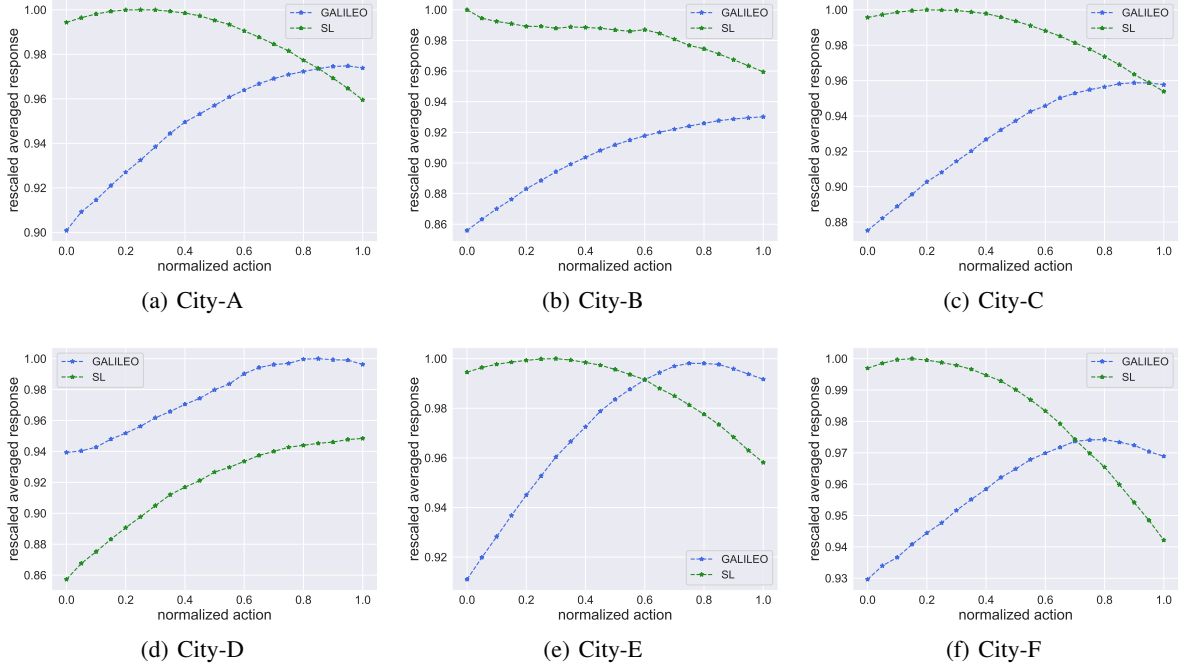 1.00
0.98
0.96
0.94
0.92
0.90
rescaled averaged response
GALILEO
SL
0.0 0.2 0.4 0.6 0.8 1.0
normalized action
(a) City-A
1.00
0.98
0.96
0.94
0.92
0.90
0.88
0.86
rescaled averaged response
GALILEO
SL
0.0 0.2 0.4 0.6 0.8 1.0
normalized action
(b) City-B
1.00
0.98
0.96
0.94
0.92
0.90
0.88
rescaled averaged response
GALILEO
SL
0.0 0.2 0.4 0.6 0.8 1.0
normalized action
(c) City-C
1.00
0.98
0.96
0.94
0.92
0.90
0.88
0.86
rescaled averaged response
GALILEO
SL
0.0 0.2 0.4 0.6 0.8 1.0
normalized action
(d) City-D
1.00
0.98
0.96
0.94
0.92
rescaled averaged response
GALILEO
SL
0.0 0.2 0.4 0.6 0.8 1.0
normalized action
(e) City-E
1.00
0.99
0.98
0.97
0.96
0.95
0.94
0.93
rescaled averaged response
GALILEO
SL
0.0 0.2 0.4 0.6 0.8 1.0
normalized action
(f) City-F